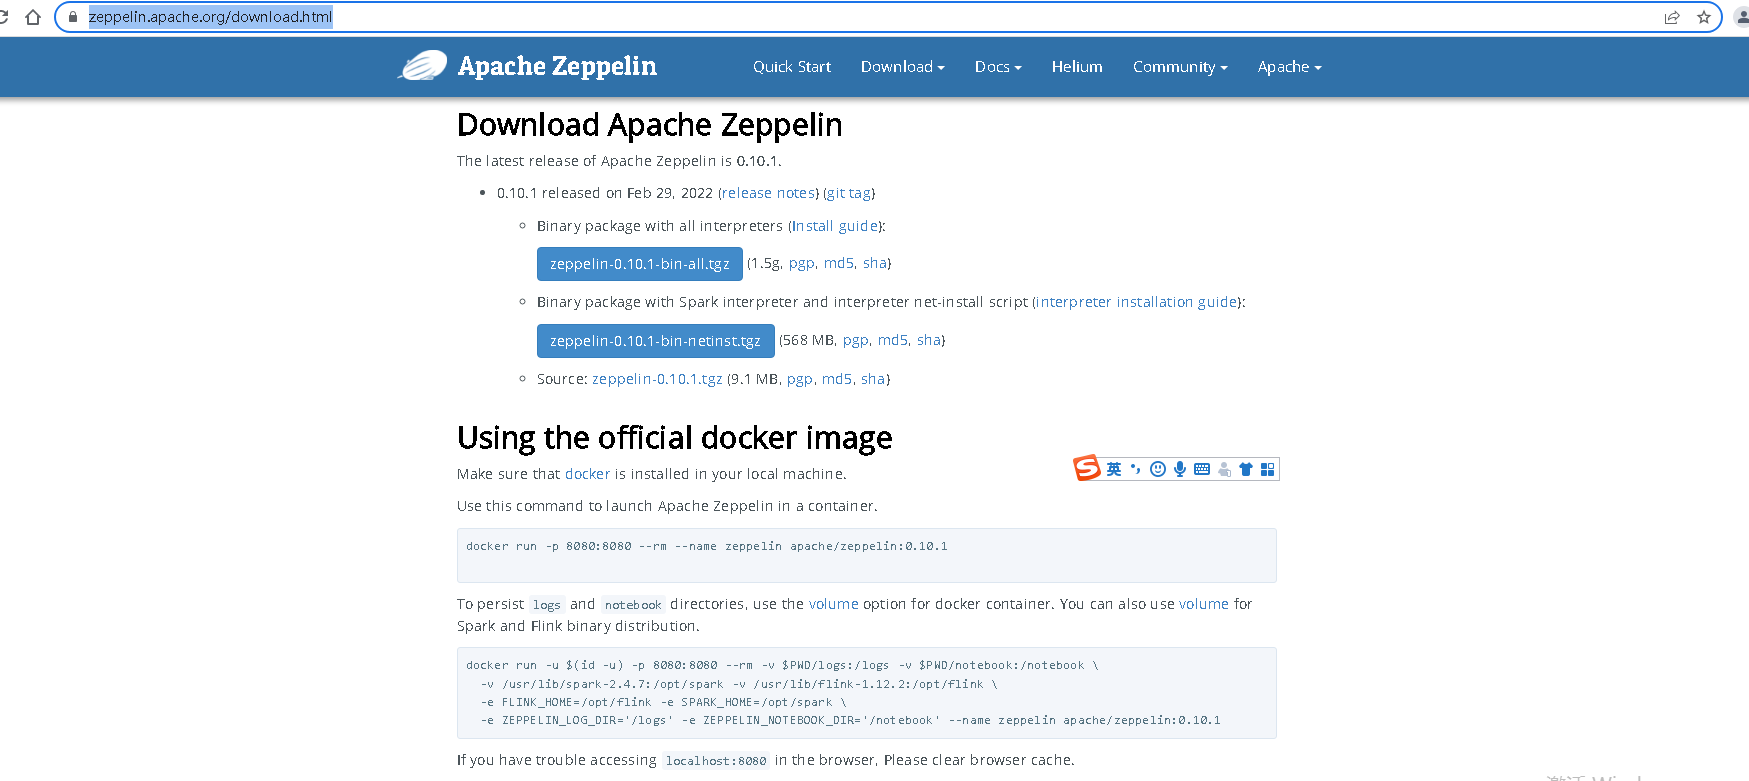 zeppelin.apache.org/download.html
Apache Zeppelin Quick Start Download Docs Helium Community Apache
Download Apache Zeppelin
The latest release of Apache Zeppelin is 0.10.1.
0.10.1 released on Feb 29, 2022 (release notes) (git tag)
Binary package with all interpreters (Install guide):
zeppelin-0.10.1-bin-all.tgz (1.5g, pgp, md5, sha)
Binary package with Spark interpreter and interpreter net-install script (interpreter installation guide):
zeppelin-0.10.1-bin-netinst.tgz (568 MB, pgp, md5, sha)
Source: zeppelin-0.10.1.tgz (9.1 MB, pgp, md5, sha)
Using the official docker image
Make sure that docker is installed in your local machine.
英
Use this command to launch Apache Zeppelin in a container.
docker run -p 8080:8080 --rm --name zeppelin apache/zeppelin:0.10.1
To persist logs and notebook directories, use the volume option for docker container. You can also use volume for
Spark and Flink binary distribution.
docker run -u $(id -u) -p 8080:8080 --rm -v $PWD/logs:/logs -v $PWD/notebook:/notebook \
-v /usr/lib/spark-2.4.7:/opt/spark -v /usr/lib/flink-1.12.2:/opt/flink \
-e FLINK_HOME=/opt/flink -e SPARK_HOME=/opt/spark \
-e ZEPPELIN_LOG_DIR='/logs' -e ZEPPELIN_NOTEBOOK_DIR='/notebook' --name zeppelin apache/zeppelin:0.10.1
If you have trouble accessing localhost:8080 in the browser, Please clear browser cache.